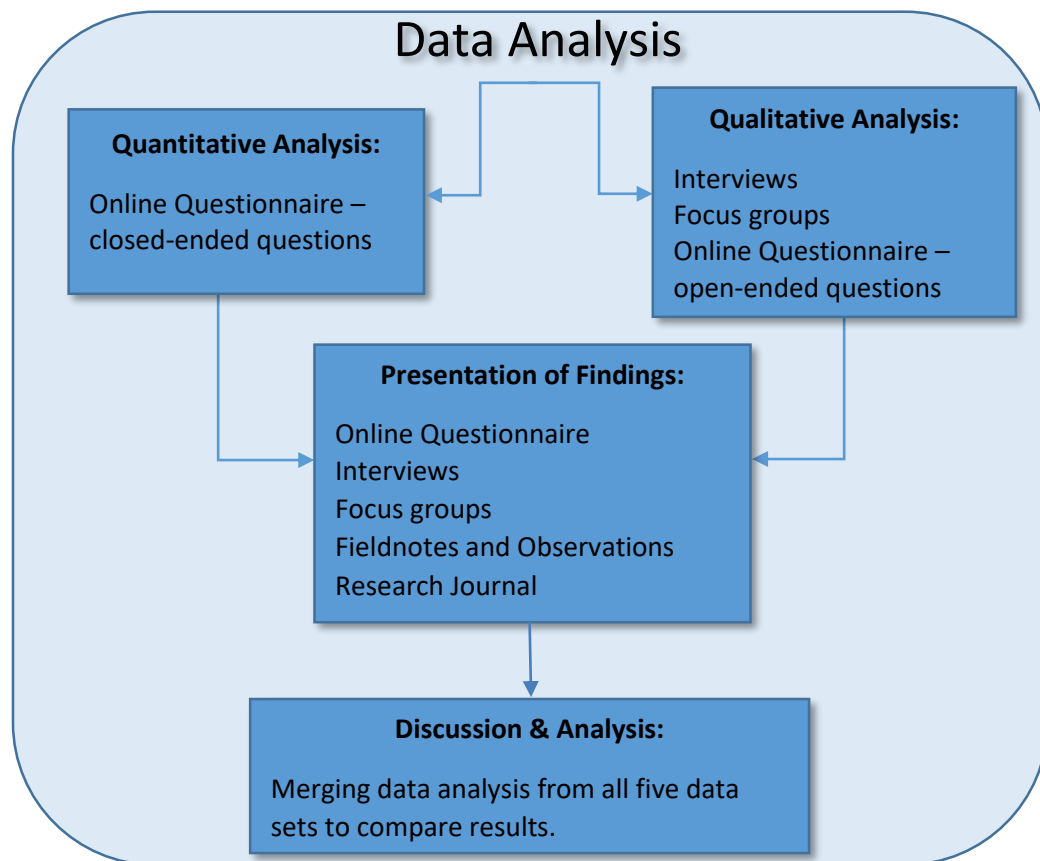 Data Analysis
Quantitative Analysis:
Online Questionnaire –
closed-ended questions
Qualitative Analysis:
Interviews
Focus groups
Online Questionnaire –
open-ended questions
Presentation of Findings:
Online Questionnaire
Interviews
Focus groups
Fieldnotes and Observations
Research Journal
Discussion & Analysis:
Merging data analysis from all five data
sets to compare results.